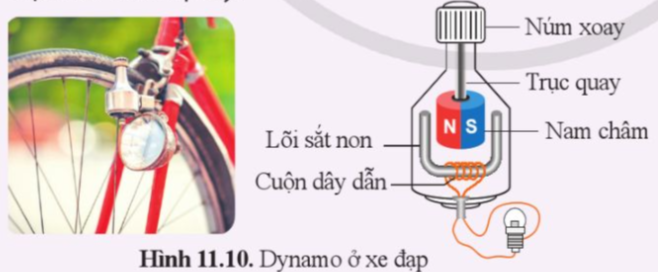 Núm xoay
Trục quay
N S
Nam châm
Lõi sắt non
Cuộn dây dẫn
Hình 11.10. Dynamo ở xe đạp